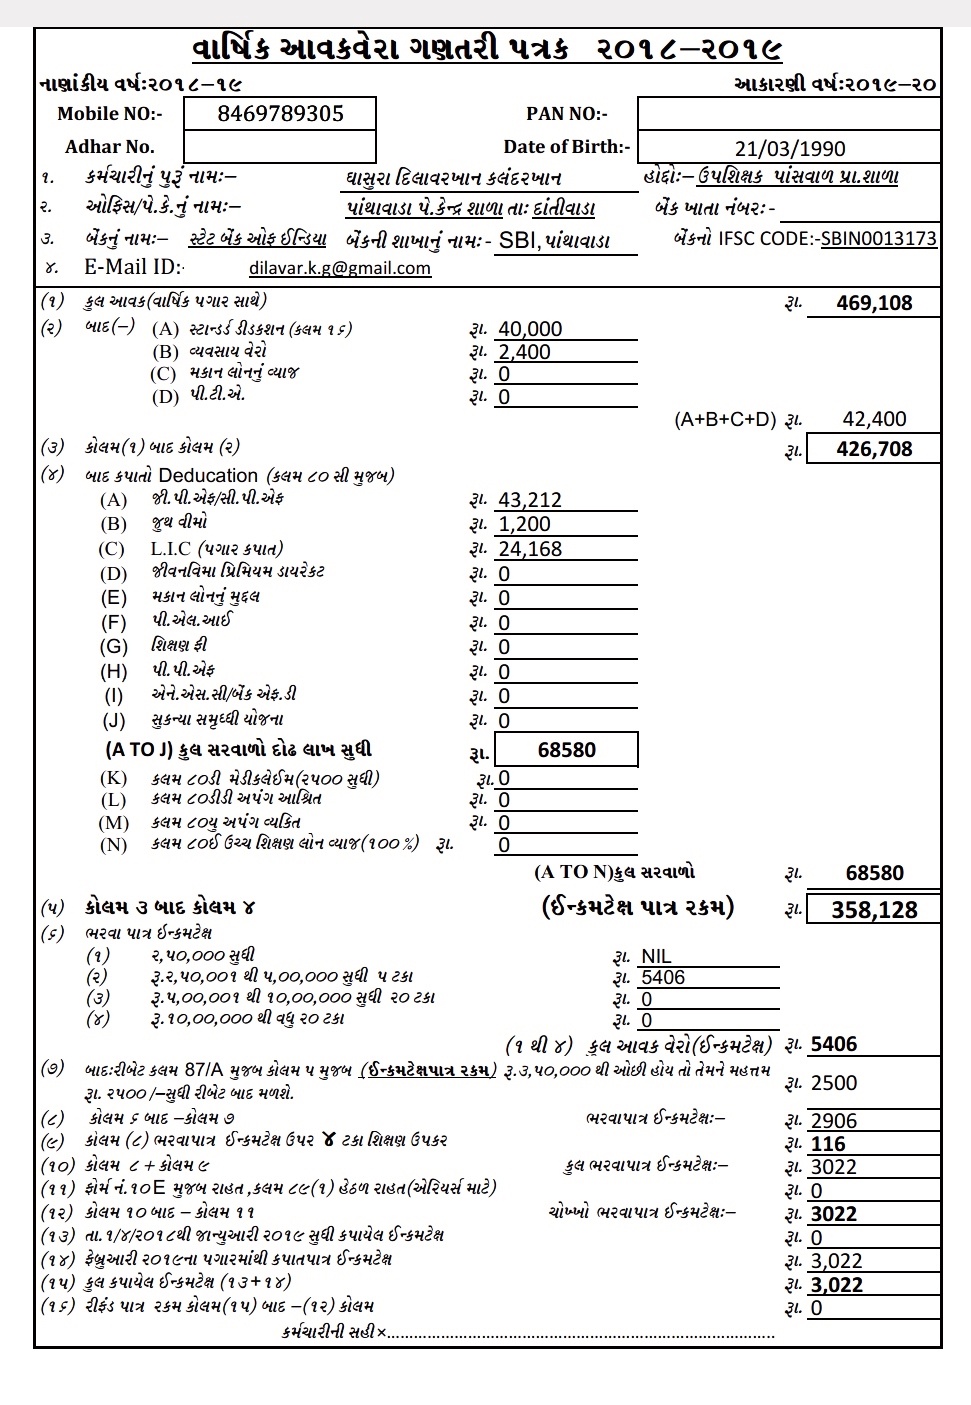 વાર્ષિક આવકવેરા ગણતરી પત્રક ૨૦૧૮–૨૦૧૯
નાણાંકીય વર્ષઃ૨૦૧૮–૧૯ આકારણી વર્ષઃ૨૦૧૯–૨૦
Mobile NO:- 8469789305 PAN NO:-
Adhar No. Date of Birth:- 21/03/1990
૧. કર્મચારીનું પુરૂં નામઃ– ઘાસુરા દિલાવરખાન કલંદરખાન હોદ્દોઃ– ઉપશિક્ષક પાંસવાળ પ્રા.શાળા
૨. ઓફિસ/પે.કે.નું નામઃ– પાંથાવાડા પે.કેન્દ્ર શાળા તાઃ દાંતીવાડા બેંક ખાતા નંબરઃ-
૩. બેંકનું નામઃ– સ્ટેટ બેંક ઓફ ઈન્ડિયા બેંકની શાખાનું નામઃ- SBI,પાંથાવાડા બેંકનો IFSC CODE:-SBIN0013173
૪. E-Mail ID:- dilavar.k.g@gmail.com
(૧) કુલ આવક(વાર્ષિક પગાર સાથે) રૂા. 469,108
(૨) બાદ(–) (A) સ્ટાન્ડર્ડ ડીડકશન (કલમ ૧૬) રૂા. 40,000
(B) વ્યવસાય વેરો રૂા. 2,400
(C) મકાન લોનનું વ્યાજ રૂા. 0
(D) પી.ટી.એ. રૂા. 0
(A+B+C+D) રૂા. 42,400
(૩) કોલમ(૧) બાદ કોલમ (૨) રૂા. 426,708
(૪) બાદ કપાતો Deducation (કલમ ૮૦ સી મુજબ)
(A) જી.પી.એફ/સી.પી.એફ રૂા. 43,212
(B) જુથ વીમો રૂા. 1,200
(C) L.I.C (પગાર કપાત) રૂા. 24,168
(D) જીવનવિમા પ્રિમિયમ ડાયરેકટ રૂા. 0
(E) મકાન લોનનું મુદ્દલ રૂા. 0
(F) પી.એલ.આઈ રૂા. 0
(G) શિક્ષણ ફી રૂા. 0
(H) પી.પી.એફ રૂા. 0
(I) એને.એસ.સી/બેંક એફ.ડી રૂા. 0
(J) સુકન્યા સમૃધ્ધી યોજના રૂા. 0
(A TO J) કુલ સરવાળો દોઢ લાખ સુધી રૂા. 68580
(K) કલમ ૮૦ડી મેડીકલેઈમ(૨૫૦૦ સુધી) રૂા. 0
(L) કલમ ૮૦ડીડી અપંગ આશ્રિત રૂા. 0
(M) કલમ ૮૦યુ અપંગ વ્યકિત રૂા. 0
(N) કલમ ૮૦ઈ ઉચ્ચ શિક્ષણ લોન વ્યાજ(૧૦૦ %) રૂા. 0
(A TO N)કુલ સરવાળો રૂા. 68580
(૫) કોલમ ૩ બાદ કોલમ ૪ (ઈન્કમટેક્ષ પાત્ર રકમ) રૂા. 358,128
(૬) ભરવા પાત્ર ઈન્કમટેક્ષ
(૧) ૨,૫૦,૦૦૦ સુધી રૂા. NIL
(૨) રૂ.૨,૫૦,૦૦૧ થી ૫,૦૦,૦૦૦ સુધી ૫ ટકા રૂા. 5406
(૩) રૂ.૫,૦૦,૦૦૧ થી ૧૦,૦૦,૦૦૦ સુધી ૨૦ ટકા રૂા. 0
(૪) રૂ.૧૦,૦૦,૦૦૦ થી વધુ ૨૦ ટકા રૂા. 0
(૧ થી ૪) કુલ આવક વેરો(ઈન્કમટેક્ષ) રૂા. 5406
(૭) બાદઃરીબેટ કલમ 87/A મુજબ કોલમ ૫ મુજબ (ઈન્કમટેક્ષપાત્ર રકમ) રૂ.૩,૫૦,૦૦૦ થી ઓછી હોય તો તેમને મહત્તમ
રૂા. ૨૫૦૦ /–સુધી રીબેટ બાદ મળશે. રૂા. 2500
(૮) કોલમ ૬ બાદ –કોલમ ૭ ભરવાપાત્ર ઈન્કમટેક્ષઃ– રૂા. 2906
(૯) કોલમ (૮) ભરવાપાત્ર ઈન્કમટેક્ષ ઉપર ૪ ટકા શિક્ષણ ઉપકર રૂા. 116
(૧૦) કોલમ ૮ + કોલમ ૯ કુલ ભરવાપાત્ર ઈન્કમટેક્ષઃ– રૂા. 3022
(૧૧) ફોર્મ નં.૧૦E મુજબ રાહત ,કલમ ૮૯(૧) હેઠળ રાહત(એરિયર્સ માટે) રૂા. 0
(૧૨) કોલમ ૧૦ બાદ – કોલમ ૧૧ ચોખ્ખો ભરવાપાત્ર ઈન્કમટેક્ષઃ– રૂા. 3022
(૧૩) તા.૧/૪/૨૦૧૮થી જાન્યુઆરી ૨૦૧૯ સુધી કપાયેલ ઈન્કમટેક્ષ રૂા. 0
(૧૪) ફેબ્રુઆરી ૨૦૧૯ના પગારમાંથી કપાતપાત્ર ઈન્કમટેક્ષ રૂા. 3,022
(૧૫) કુલ કપાયેલ ઈન્કમટેક્ષ (૧૩+૧૪) રૂા. 3,022
(૧૬) રીફંડ પાત્ર રકમ કોલમ(૧૫) બાદ –(૧૨) કોલમ રૂા. 0
કર્મચારીની સહી×...................................................................................